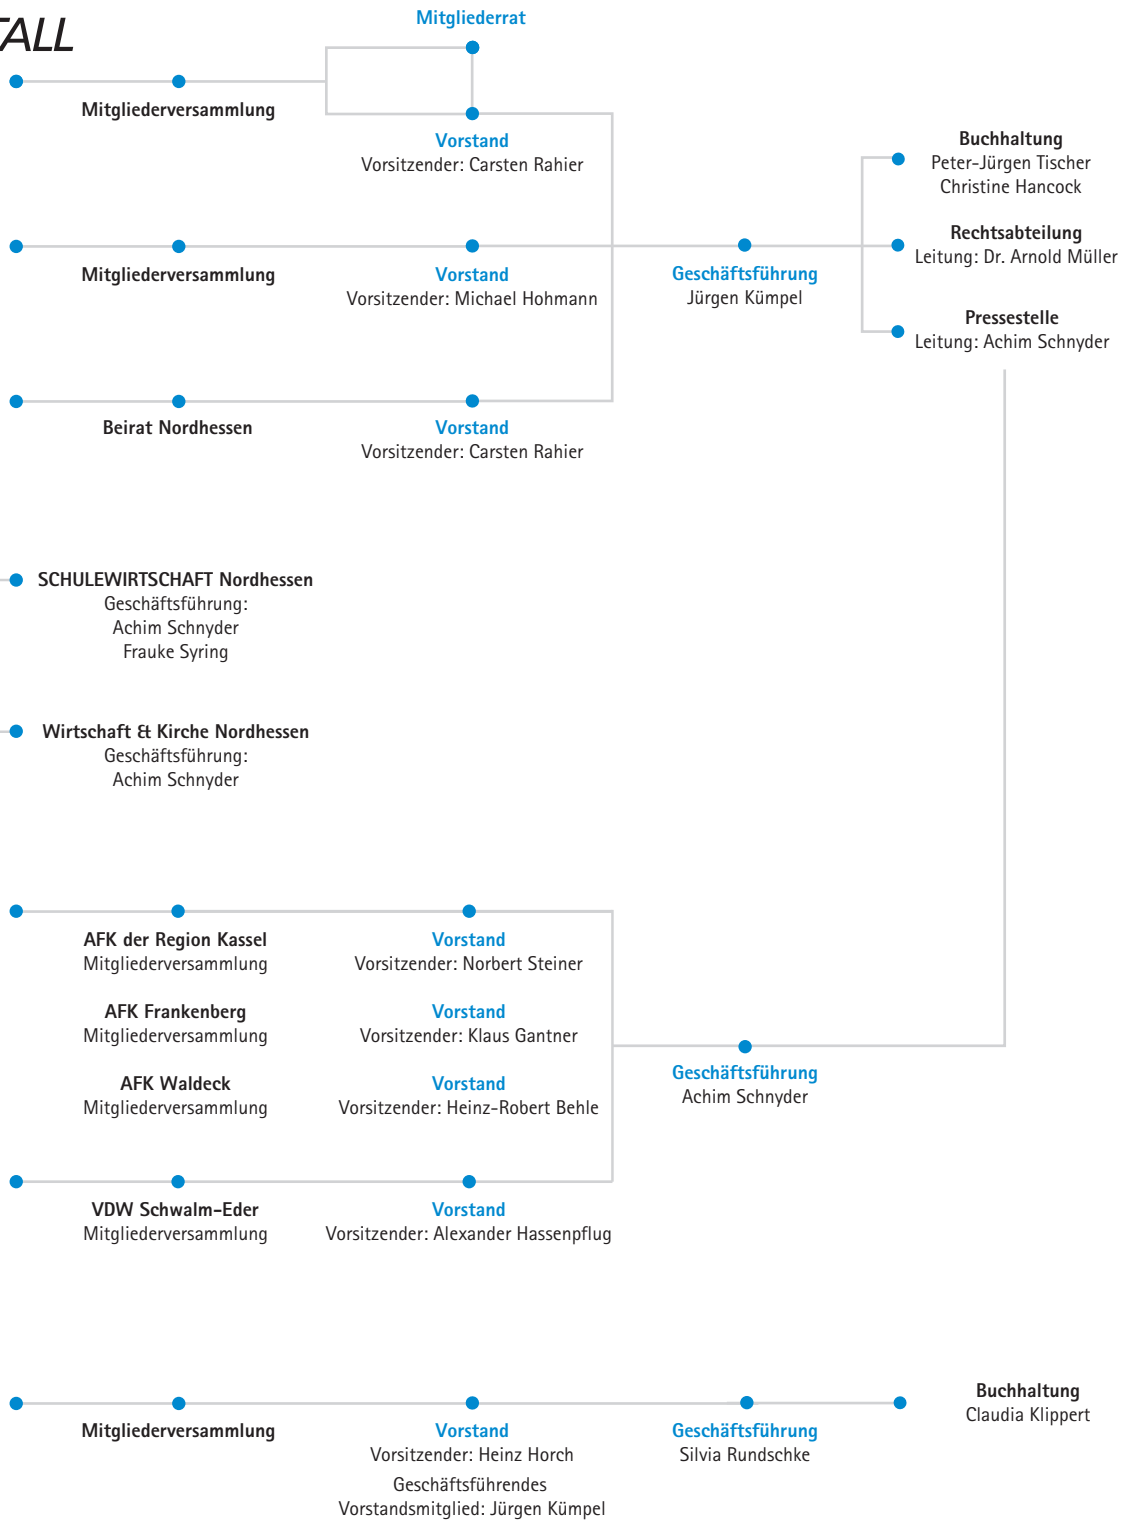 TALL
Mitgliederrat
Mitgliederversammlung
Vorstand
Vorsitzender: Carsten Rahier
Buchhaltung
Peter-Jürgen Tischer
Christine Hancock
Rechtsabteilung
Leitung: Dr. Arnold Müller
Mitgliederversammlung
Vorstand
Vorsitzender: Michael Hohmann
Geschäftsführung
Jürgen Kümpel
Pressestelle
Leitung: Achim Schnyder
Beirat Nordhessen
Vorstand
Vorsitzender: Carsten Rahier
SCHULEWIRTSCHAFT Nordhessen
Geschäftsführung:
Achim Schnyder
Frauke Syring
Wirtschaft & Kirche Nordhessen
Geschäftsführung:
Achim Schnyder
AFK der Region Kassel
Mitgliederversammlung
Vorstand
Vorsitzender: Norbert Steiner
AFK Frankenberg
Mitgliederversammlung
Vorstand
Vorsitzender: Klaus Gantner
AFK Waldeck
Mitgliederversammlung
Vorstand
Vorsitzender: Heinz-Robert Behle
Geschäftsführung
Achim Schnyder
VDW Schwalm-Eder
Mitgliederversammlung
Vorstand
Vorsitzender: Alexander Hassenpflug
Mitgliederversammlung
Vorstand
Vorsitzender: Heinz Horch
Geschäftsführendes
Vorstandsmitglied: Jürgen Kümpel
Geschäftsführung
Silvia Rundschke
Buchhaltung
Claudia Klippert